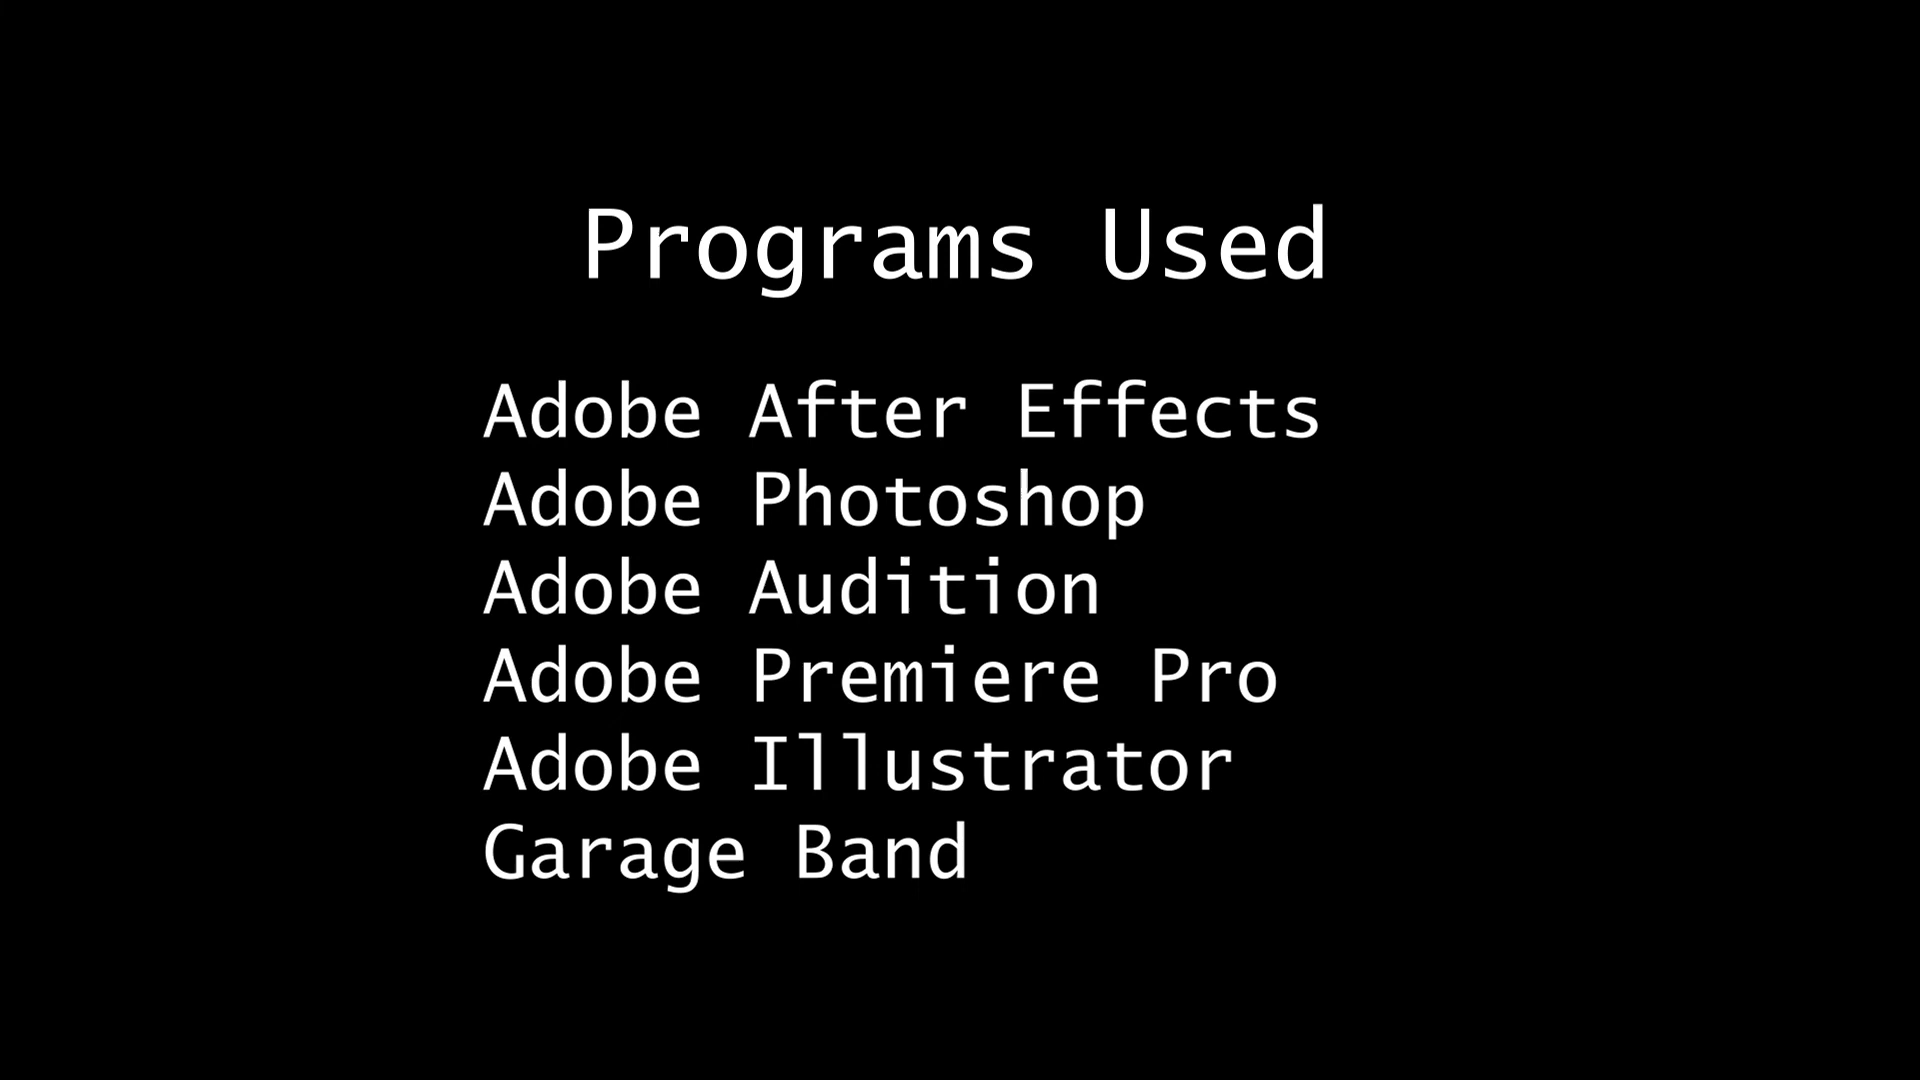 Programs Used
Adobe After Effects
Adobe Photoshop
Adobe Audition
Adobe Premiere Pro
Adobe Illustrator
Garage Band